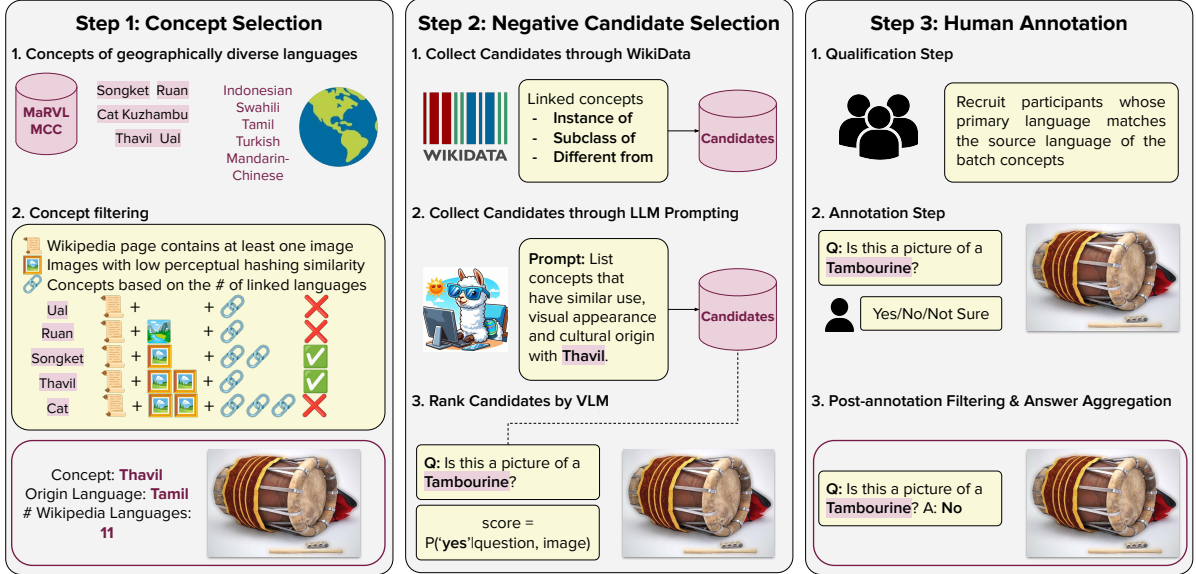 Step 1: Concept Selection
1. Concepts of geographically diverse languages
MaRVL
MCC
Songket Ruan
Cat Kuzhambu
Thavil Ual
Indonesian
Swahili
Tamil
Turkish
Mandarin-
Chinese
2. Concept filtering
Wikipedia page contains at least one image
Images with low perceptual hashing similarity
Concepts based on the # of linked languages
Ual + +
Ruan + +
Songket + +
Thavil + +
Cat + +
Concept: Thavil
Origin Language: Tamil
# Wikipedia Languages:
11
Step 2: Negative Candidate Selection
1. Collect Candidates through WikiData
WIKIDATA
Linked concepts
- Instance of
- Subclass of
- Different from
Candidates
2. Collect Candidates through LLM Prompting
Prompt: List
concepts that
have similar use,
visual appearance
and cultural origin
with Thavil.
Candidates
3. Rank Candidates by VLM
Q: Is this a picture of a
Tambourine?
score =
P(‘yes’|question, image)
Step 3: Human Annotation
1. Qualification Step
Recruit participants whose
primary language matches
the source language of the
batch concepts
2. Annotation Step
Q: Is this a picture of a
Tambourine?
Yes/No/Not Sure
3. Post-annotation Filtering & Answer Aggregation
Q: Is this a picture of a
Tambourine? A: No